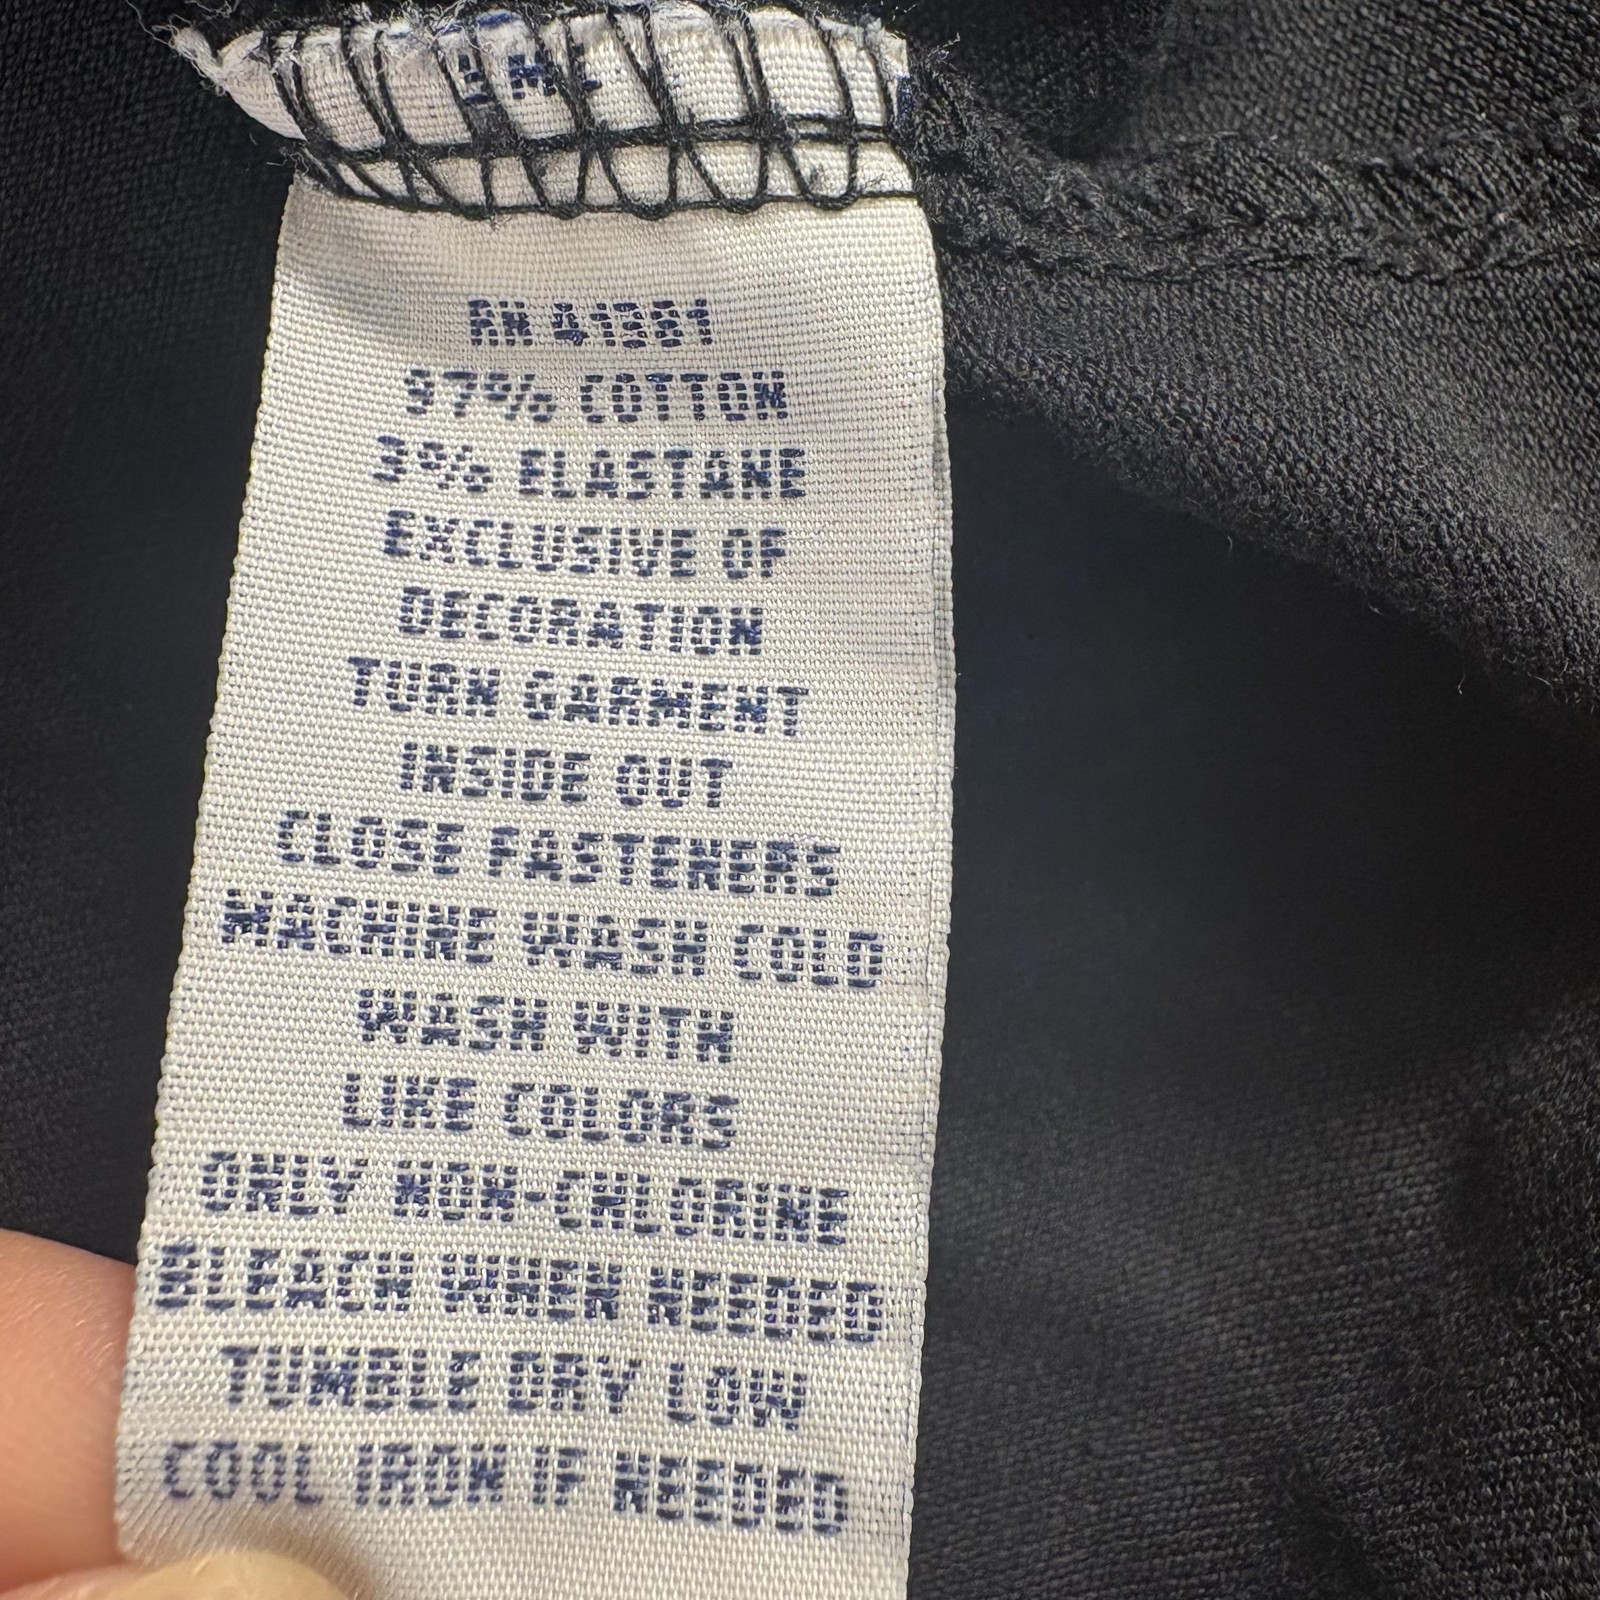 RN 41381
97% COTTON
3% ELASTANE
EXCLUSIVE OF
DECORATION
TURN GARMENT
INSIDE OUT
CLOSE FASTENERS
MACHINE WASH COLD
WASH WITH
LIKE COLORS
ONLY NON-CHLORINE
BLEACH WHEN NEEDED
TUMBLE DRY LOW
COOL IRON IF NEEDED